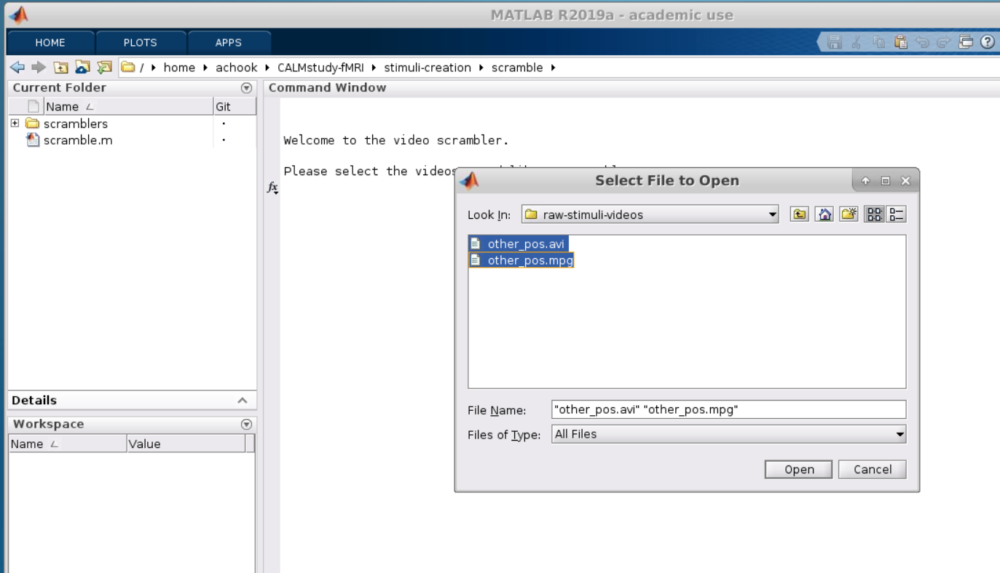 MATLAB R2019a - academic use
HOME PLOTS APPS
/ home achook CALMstudy-fMRI stimuli-creation scramble
Current Folder
Name Git
scramblers
scramble.m
Details
Workspace
Name Value
Command Window
Welcome to the video scrambler.
Please select the videos
fx
Select File to Open
Look In: raw-stimuli-videos
other_pos.avi
other_pos.mpg
File Name: "other_pos.avi" "other_pos.mpg"
Files of Type: All Files
Open Cancel